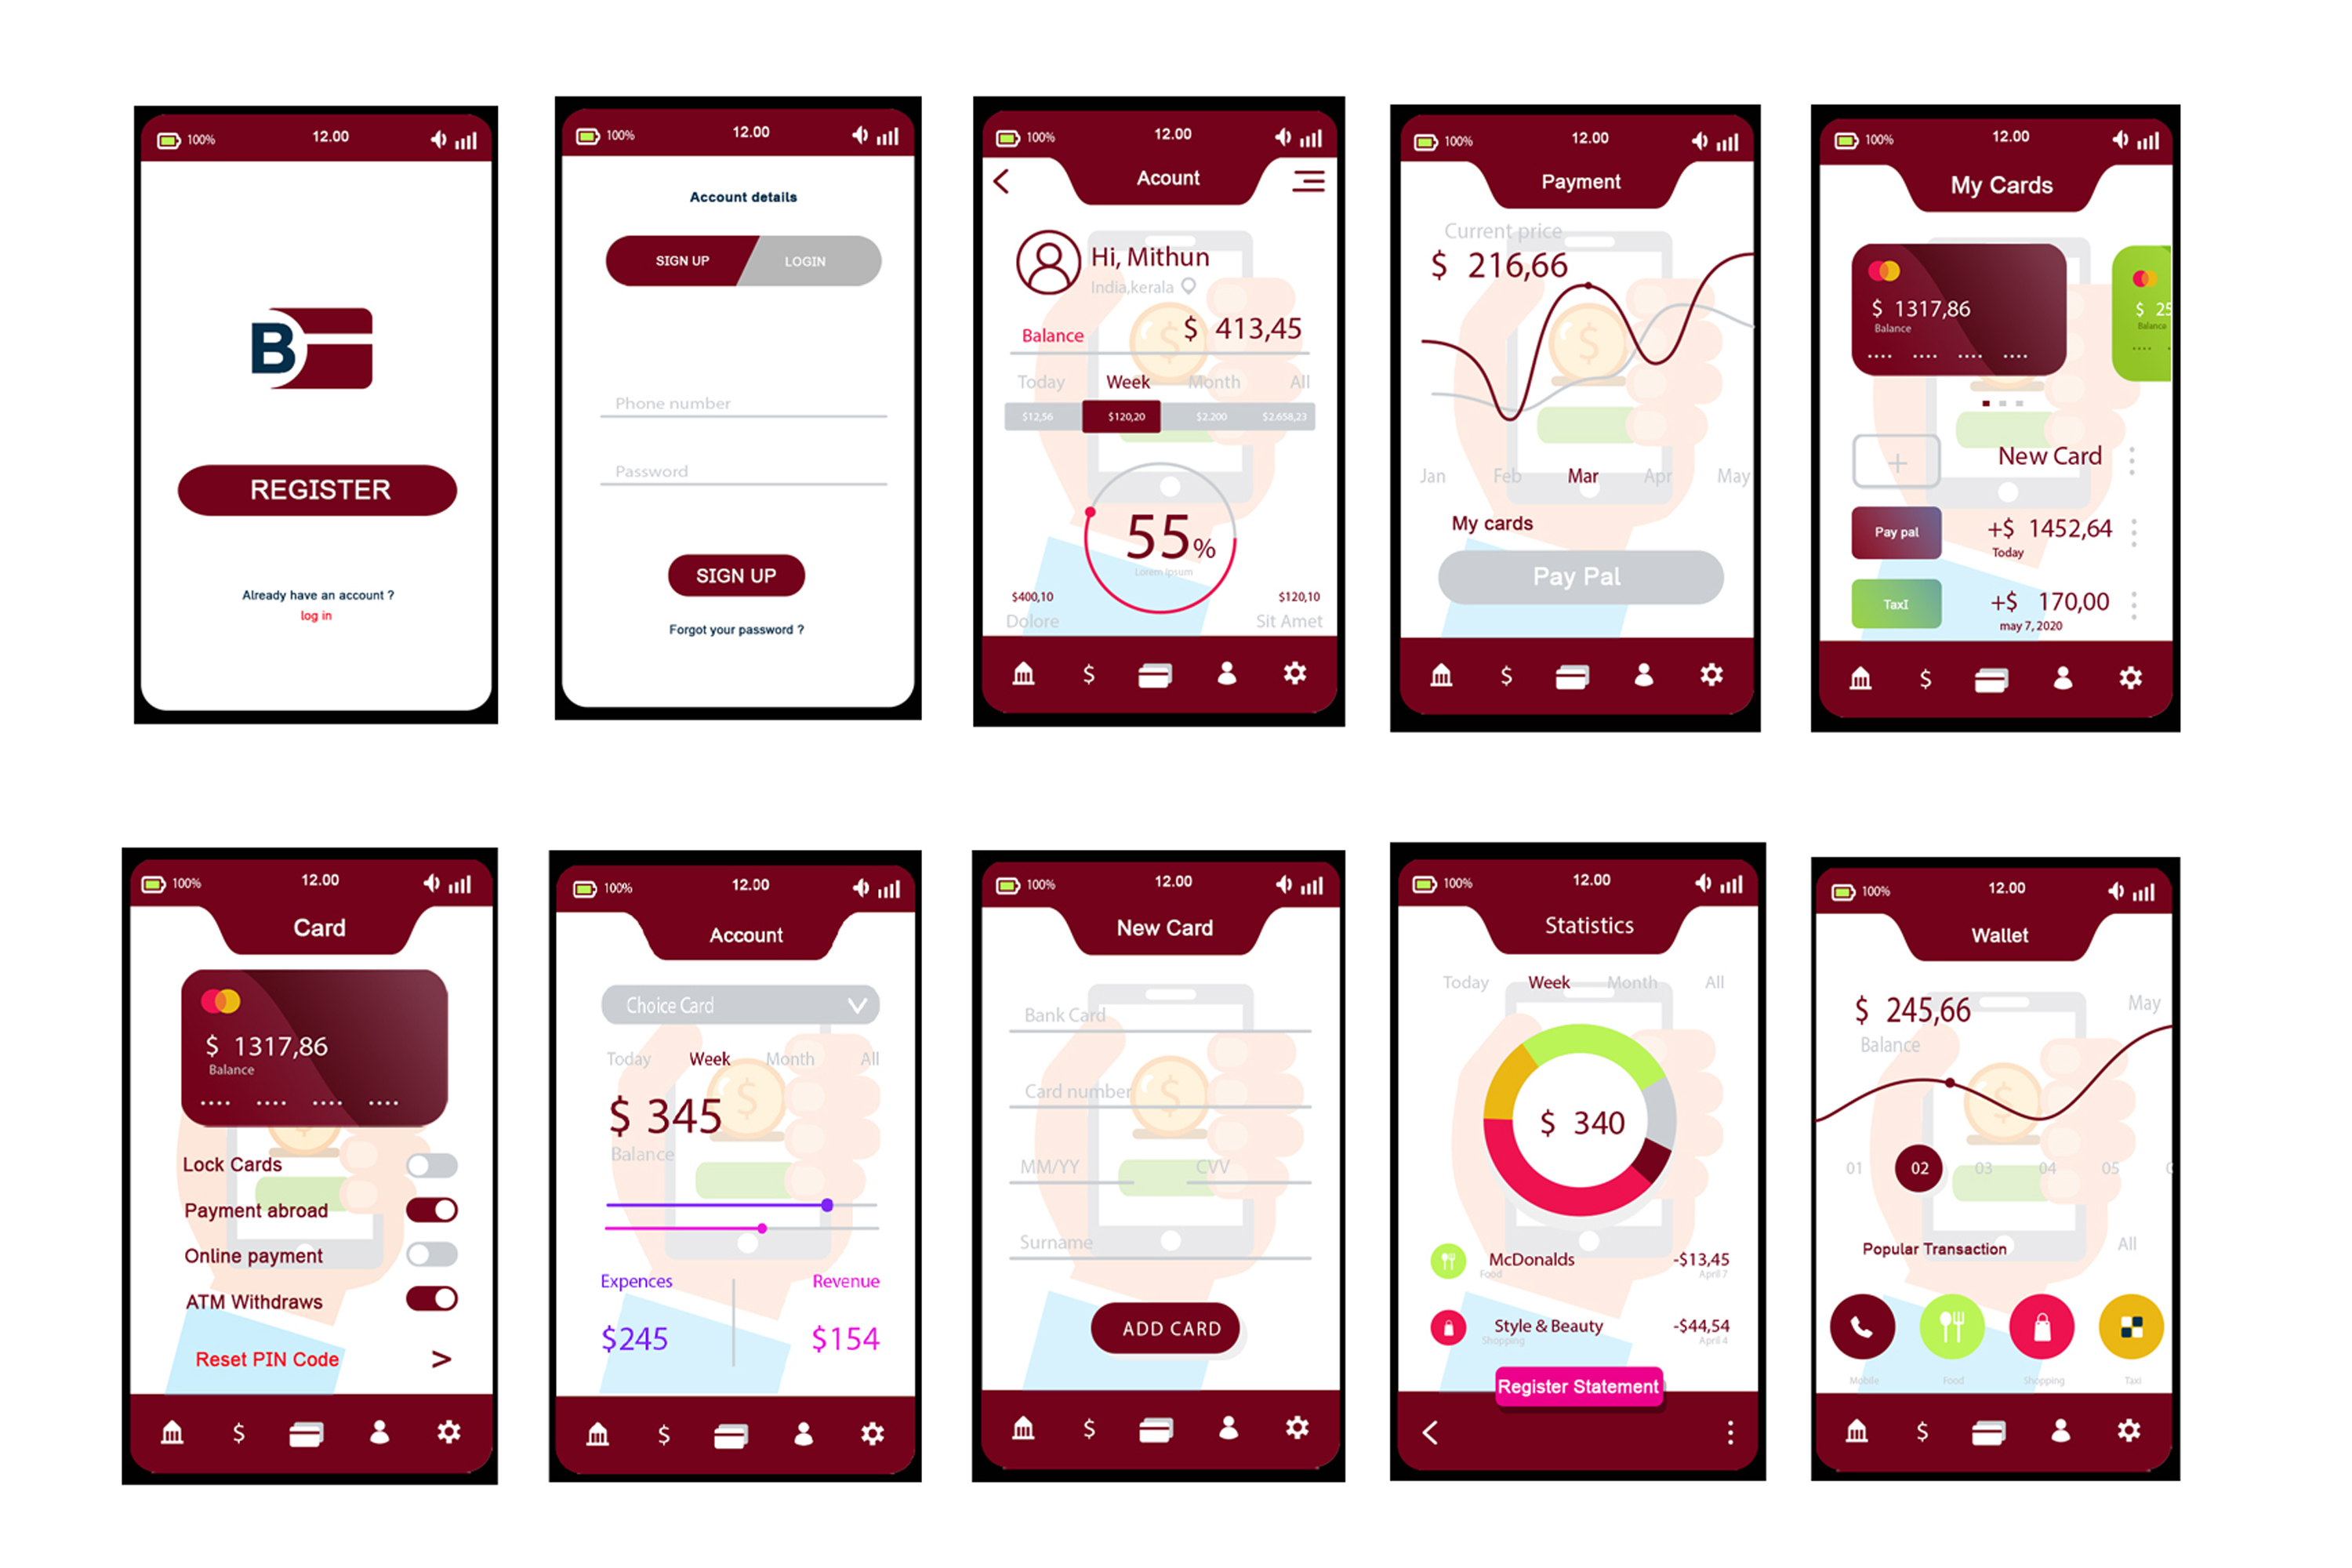 100% 12.00
B
REGISTER
Already have an account ?
log in
100% 12.00
Account details
SIGN UP LOGIN
Phone number
Password
SIGN UP
Forgot your password ?
100% 12.00
Acount
Hi, Mithun
India,kerala
Balance $ 413,45
Today Week Month All
$12,56 $120,20 $2.200 $2.658,23
55%
Lorem Ipsum
$400,10 $120,10
Dolore Sit Amet
$
100% 12.00
Payment
Current price
$ 216,66
$
Jan Feb Mar Apr May
My cards
Pay Pal
$
100% 12.00
My Cards
$ 1317,86 $ 25
Balance Balance
New Card
Pay pal +$ 1452,64
Today
TaxI +$ 170,00
may 7, 2020
$
100% 12.00
Card
$ 1317,86
Balance
Lock Cards
Payment abroad
Online payment
ATM Withdraws
Reset PIN Code >
$
100% 12.00
Account
Choice Card
Today Week Month All
$ 345 $
Balance
Expences Revenue
$245 $154
$
100% 12.00
New Card
Bank Card
Card number $
MM/YY CVV
Surname
ADD CARD
$
100% 12.00
Statistics
Today Week Month All
$ 340
McDonalds -$13,45
Food April 7
Style & Beauty -$44,54
Shopping April 4
Register Statement
100% 12.00
Wallet
$ 245,66 May
Balance
$
01 02 03 04 05
Popular Transaction All
Mobile Food Shopping Taxi
$